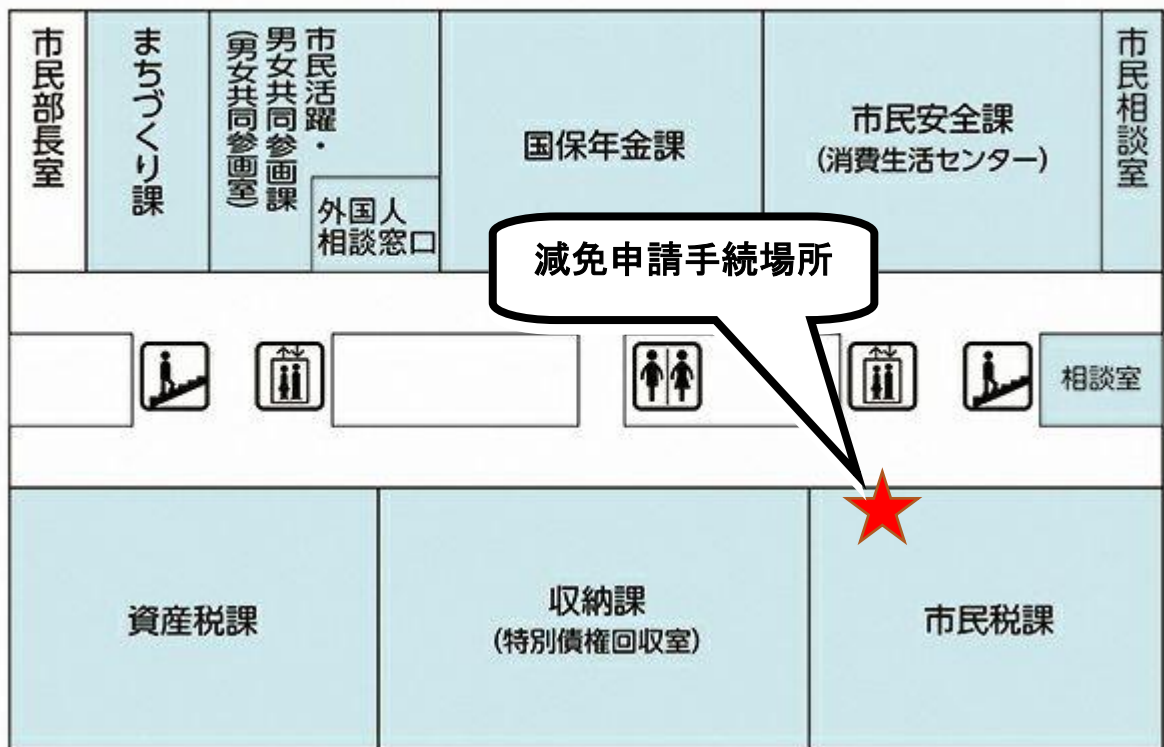 市民部長室
まちづくり課
市民活躍・
男女共同参画課
(男女共同参画室)
外国人
相談窓口
国保年金課
市民安全課
(消費生活センター)
市民相談室
減免申請手続場所
相談室
資産税課
収納課
(特別債権回収室)
市民税課